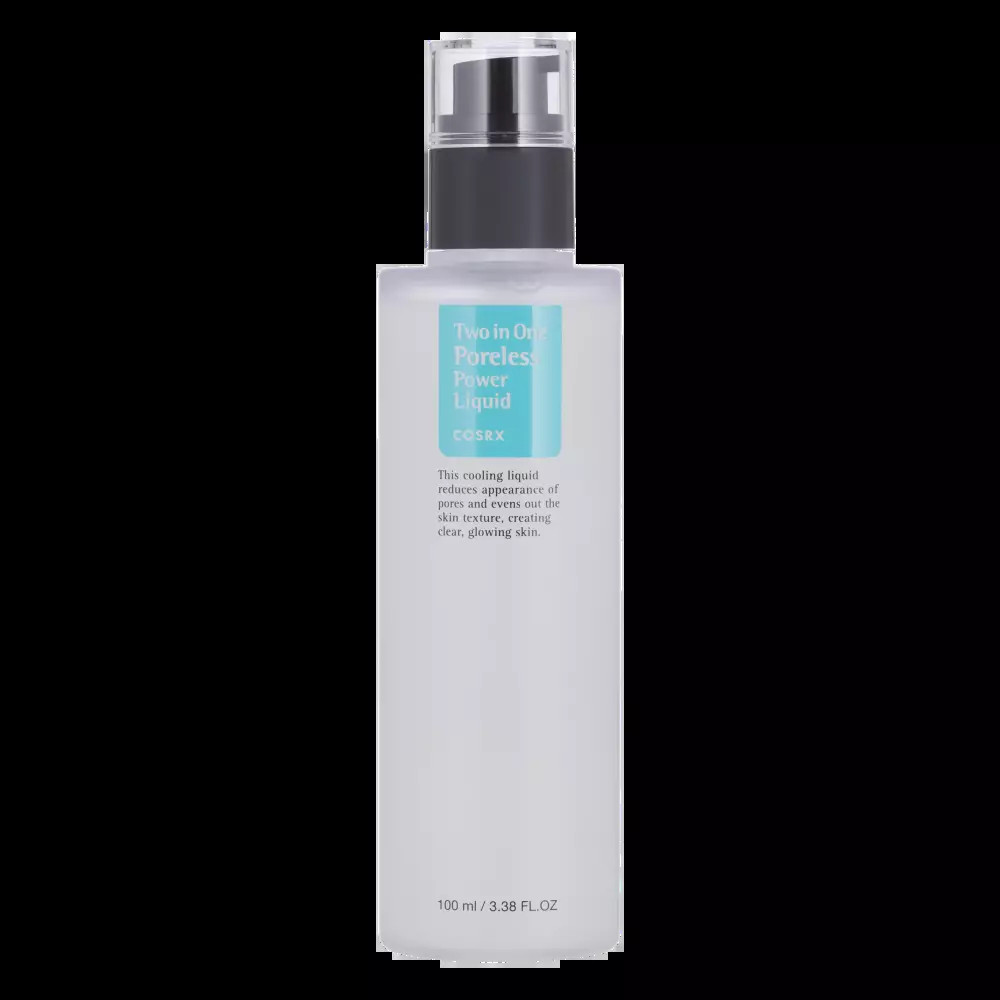 Two in One
Poreless
Power
Liquid
COSRX
This cooling liquid
reduces appearance of
pores and evens out the
skin texture, creating
clear, glowing skin.
100 ml / 3.38 FL.OZ